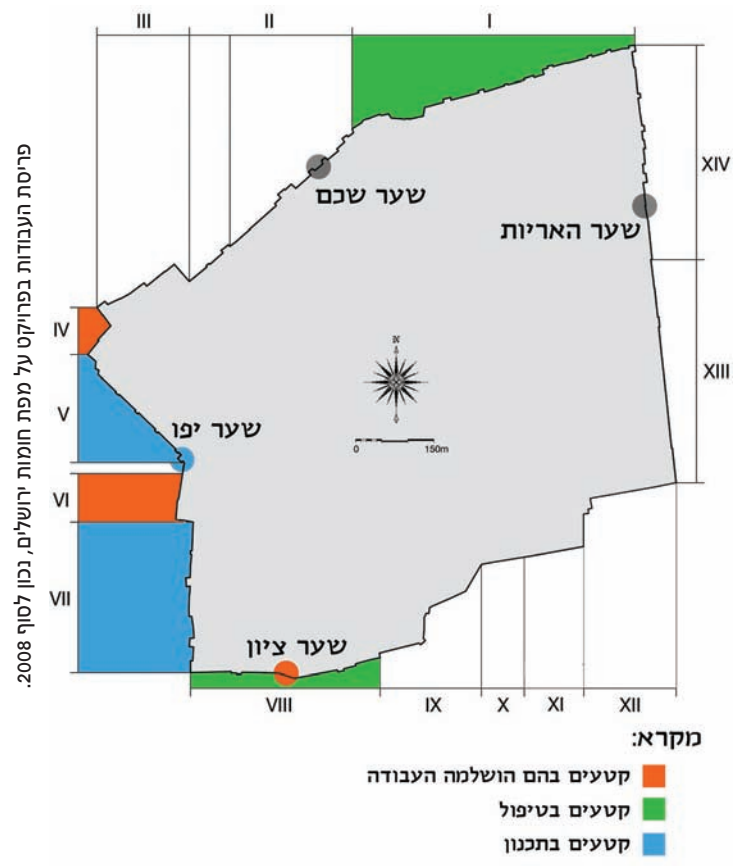 III
II
I
XIV
שער שכם
שער האריות
IV
N
XIII
V
שער יפו
0
150m
VI
VII
שער ציון
VIII
IX
X
XI
XII
מקרא:
קטעים בהם הושלמה העבודה
קטעים בטיפול
קטעים בתכנון
פריסת העבודות בפרויקט על מפת חומות ירושלים, נכון לסוף 2008.